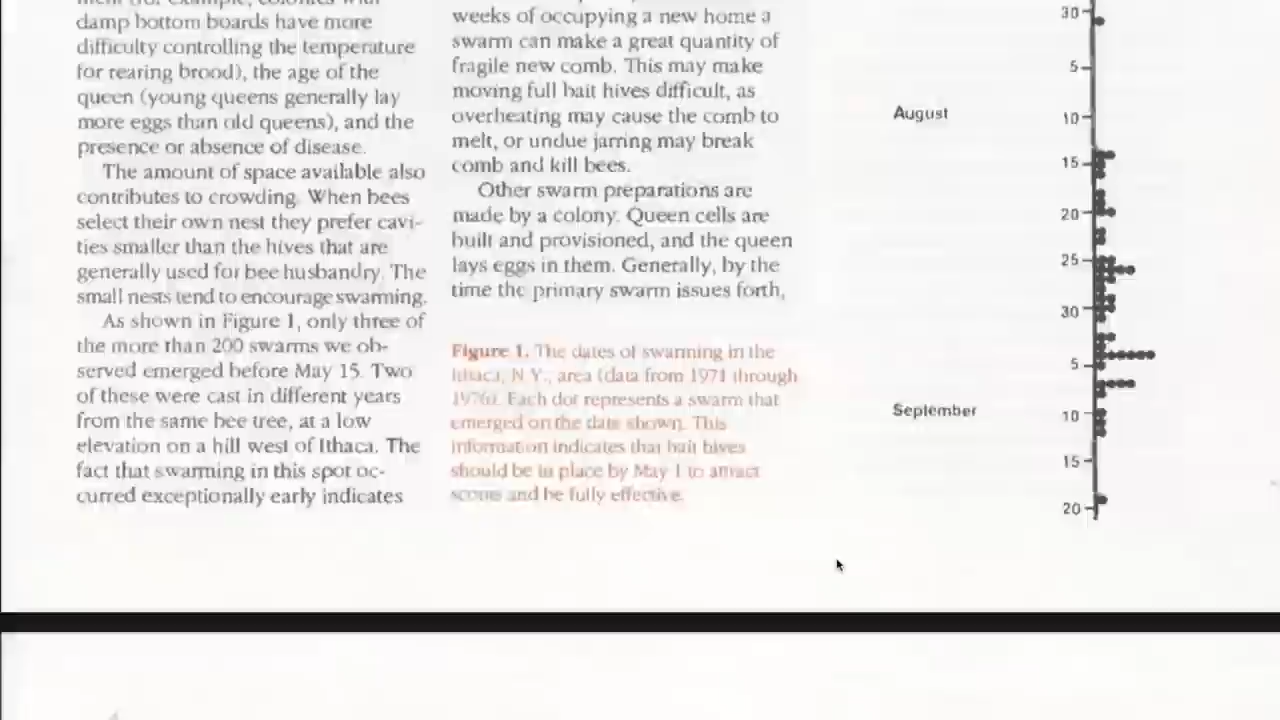 damp bottom boards have more
difficulty controlling the temperature
for rearing brood), the age of the
queen (young queens generally lay
more eggs than old queens), and the
presence or absence of disease.
The amount of space available also
contributes to crowding. When bees
select their own nest they prefer cavi-
ties smaller than the hives that are
generally used for bee husbandry. The
small nests tend to encourage swarming.
As shown in Figure 1, only three of
the more than 200 swarms we ob-
served emerged before May 15. Two
of these were cast in different years
from the same bee tree, at a low
elevation on a hill west of Ithaca. The
fact that swarming in this spot oc-
curred exceptionally early indicates
weeks of occupying a new home a
swarm can make a great quantity of
fragile new comb. This may make
moving full bait hives difficult, as
overheating may cause the comb to
melt, or undue jarring may break
comb and kill bees.
Other swarm preparations are
made by a colony. Queen cells are
built and provisioned, and the queen
lays eggs in them. Generally, by the
time the primary swarm issues forth,
Figure 1. The dates of swarming in the
Ithaca, N.Y., area (data from 1971 through
1976). Each dot represents a swarm that
emerged on the date shown. This
information indicates that bait hives
should be in place by May 1 to attract
scouts and be fully effective.
30
5
August
10
15
20
25
30
5
September
10
15
20